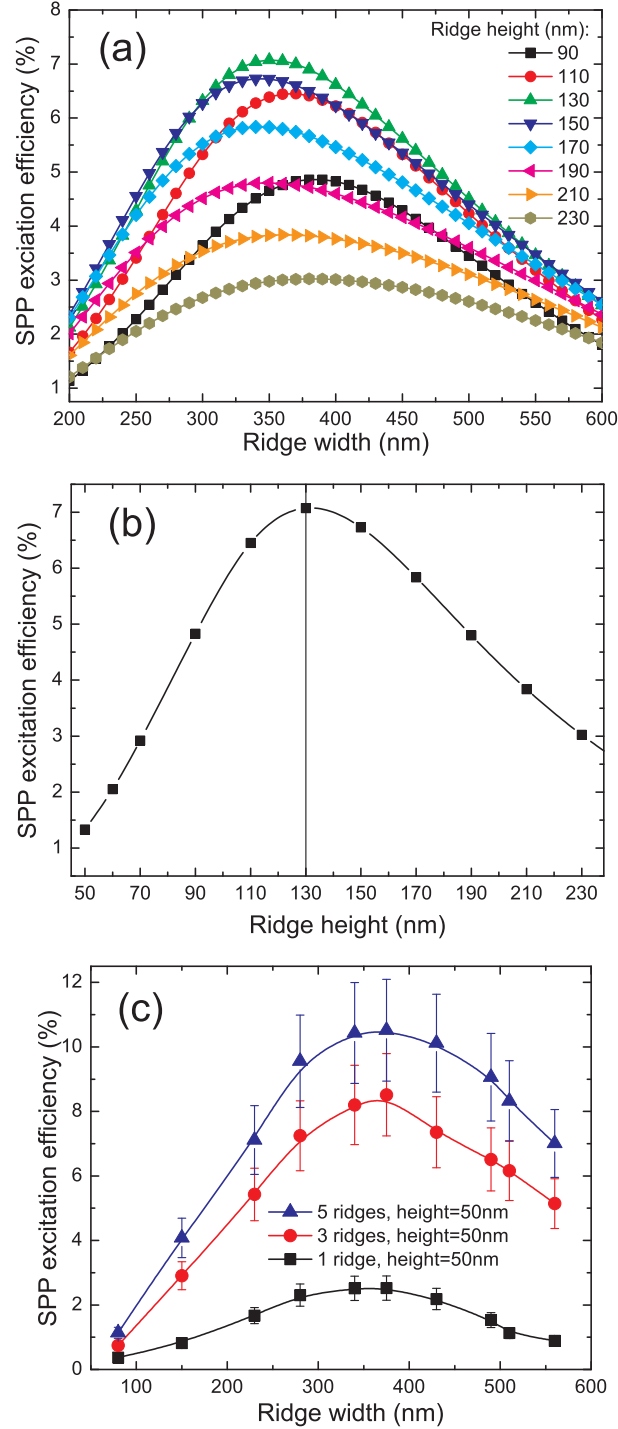 (a)
Ridge height (nm):
90
110
130
150
170
190
210
230
8
7
6
5
4
3
2
1
SPP exciation efficiency (%)
200 250 300 350 400 450 500 550 600
Ridge width (nm)
(b)
7
6
5
4
3
2
1
SPP excitation efficiency (%)
50 70 90 110 130 150 170 190 210 230
Ridge height (nm)
(c)
12
10
8
6
4
2
0
SPP excitation efficiency (%)
5 ridges, height=50nm
3 ridges, height=50nm
1 ridge, height=50nm
100 200 300 400 500 600
Ridge width (nm)